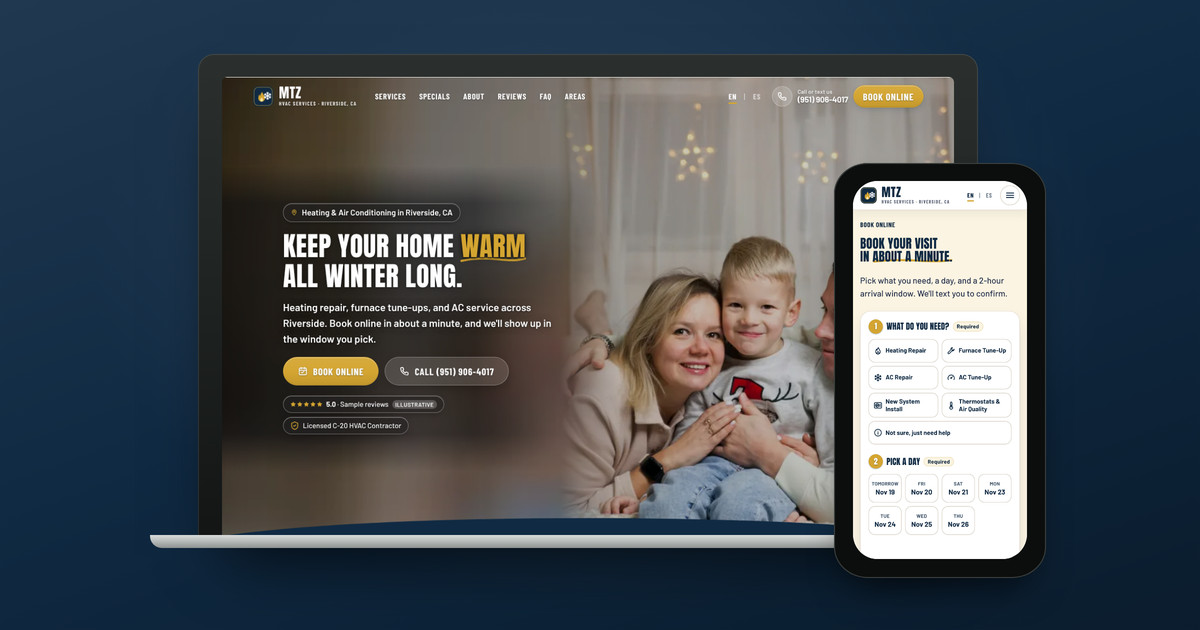 MTZ
HVAC SERVICES · RIVERSIDE, CA
SERVICES SPECIALS ABOUT REVIEWS FAQ AREAS
EN | ES
Call or text us
(951) 906-4017
BOOK ONLINE
Heating & Air Conditioning in Riverside, CA
KEEP YOUR HOME WARM
ALL WINTER LONG.
Heating repair, furnace tune-ups, and AC service across
Riverside. Book online in about a minute, and we'll show up in
the window you pick.
BOOK ONLINE
CALL (951) 906-4017
5.0 · Sample reviews ILLUSTRATIVE
Licensed C-20 HVAC Contractor
MTZ
HVAC SERVICES · RIVERSIDE, CA
EN | ES
BOOK ONLINE
BOOK YOUR VISIT
IN ABOUT A MINUTE.
Pick what you need, a day, and a 2-hour
arrival window. We'll text you to confirm.
1 WHAT DO YOU NEED? Required
Heating Repair
Furnace Tune-Up
AC Repair
AC Tune-Up
New System
Install
Thermostats &
Air Quality
Not sure, just need help
2 PICK A DAY Required
TOMORROW
Nov 19
FRI
Nov 20
SAT
Nov 21
MON
Nov 23
TUE
Nov 24
WED
Nov 25
THU
Nov 26